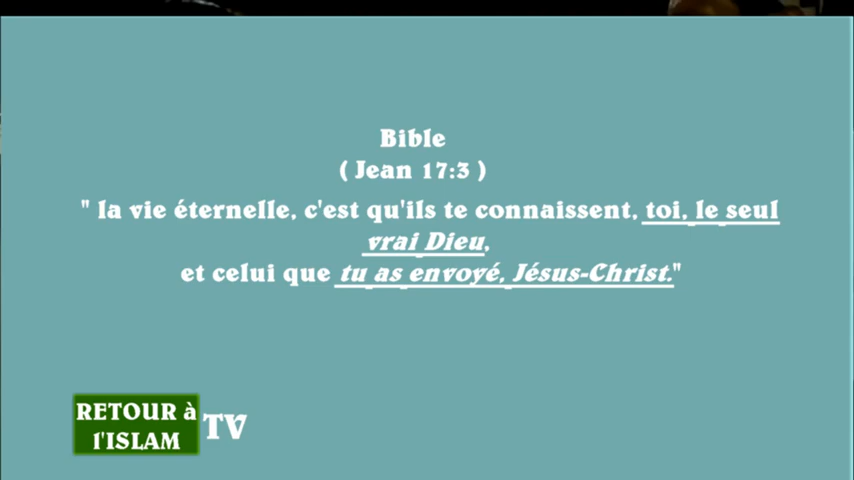 Bible
( Jean 17:3 )
" la vie éternelle, c'est qu'ils te connaissent, toi, le seul
vrai Dieu,
et celui que tu as envoyé, Jésus-Christ."
RETOUR à
l'ISLAM
TV